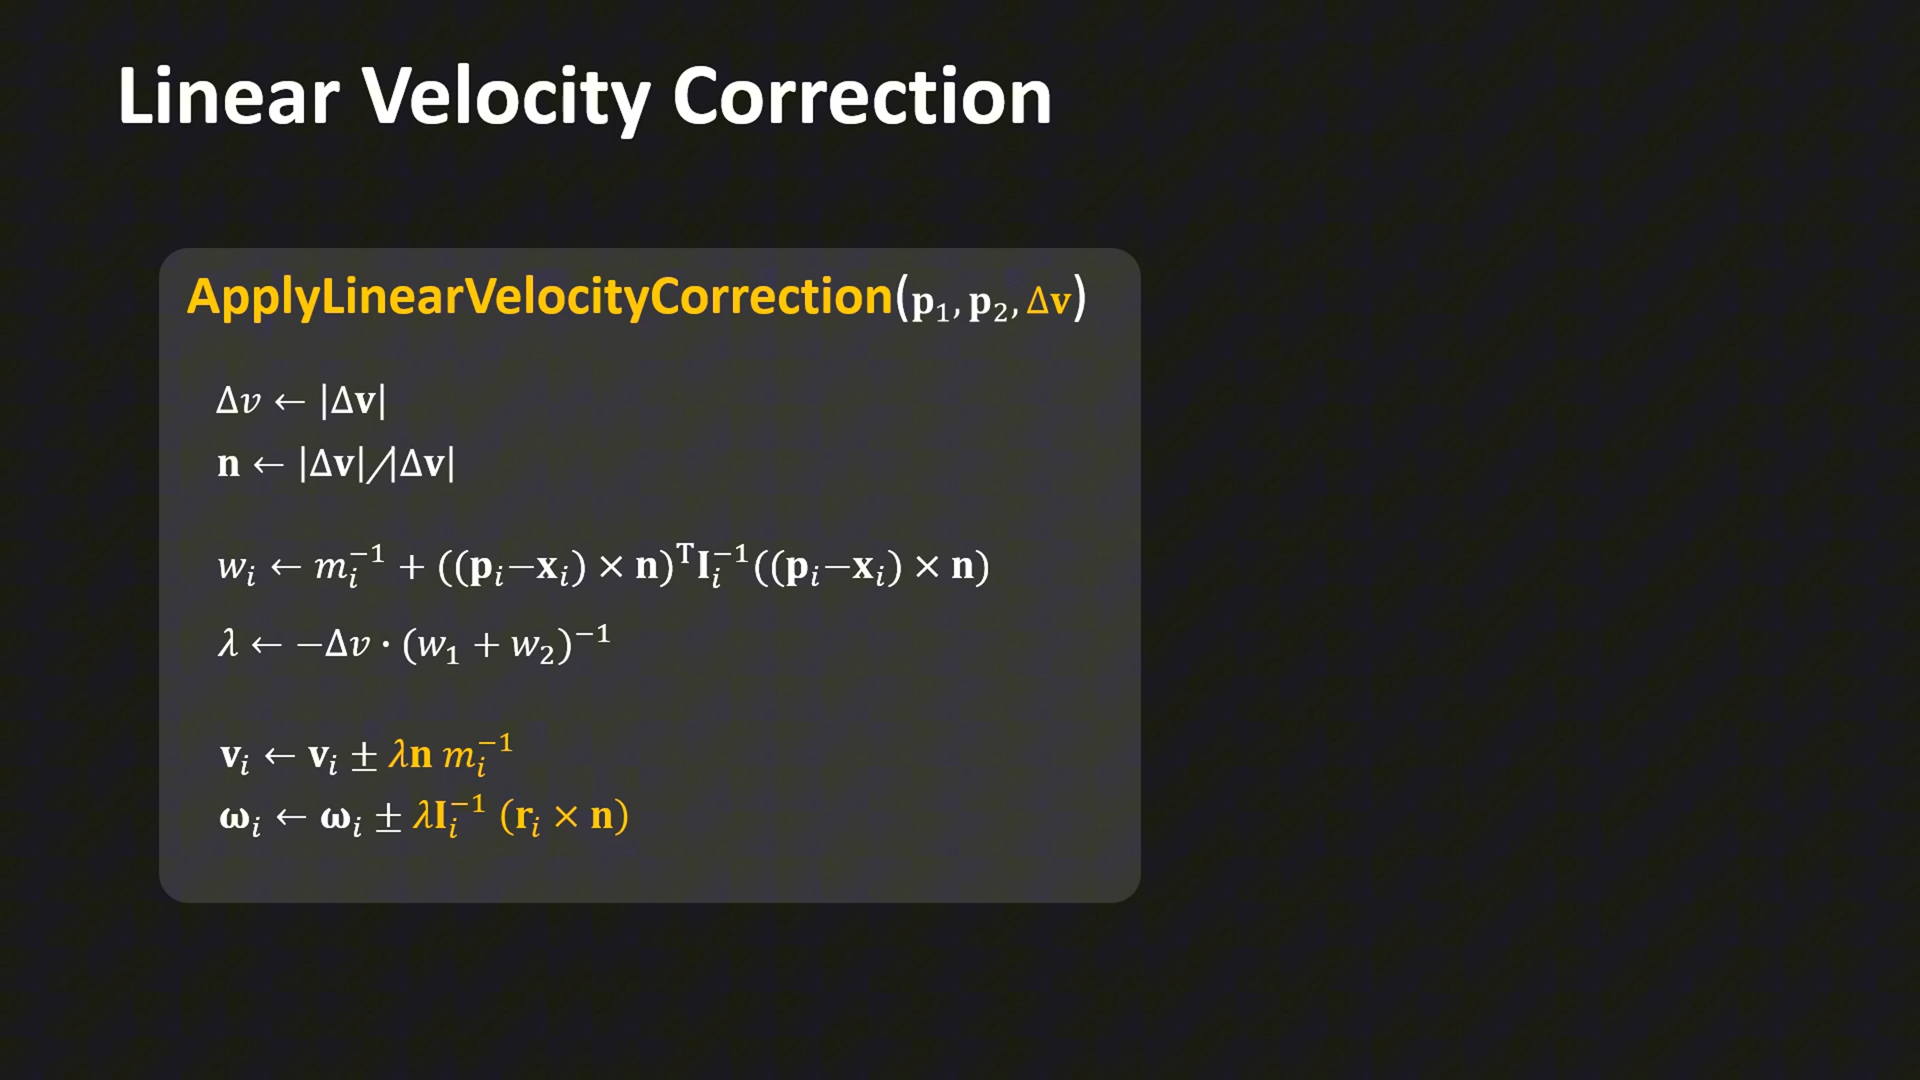 Linear Velocity Correction
ApplyLinearVelocityCorrection(p₁, p₂, Δv)
Δv ← |Δv|
n ← |Δv|/|Δv|
wᵢ ← mᵢ⁻¹ + ((pᵢ−xᵢ) × n)ᵀIᵢ⁻¹((pᵢ−xᵢ) × n)
λ ← −Δv · (w₁ + w₂)⁻¹
vᵢ ← vᵢ ± λn mᵢ⁻¹
ωᵢ ← ωᵢ ± λIᵢ⁻¹ (rᵢ × n)